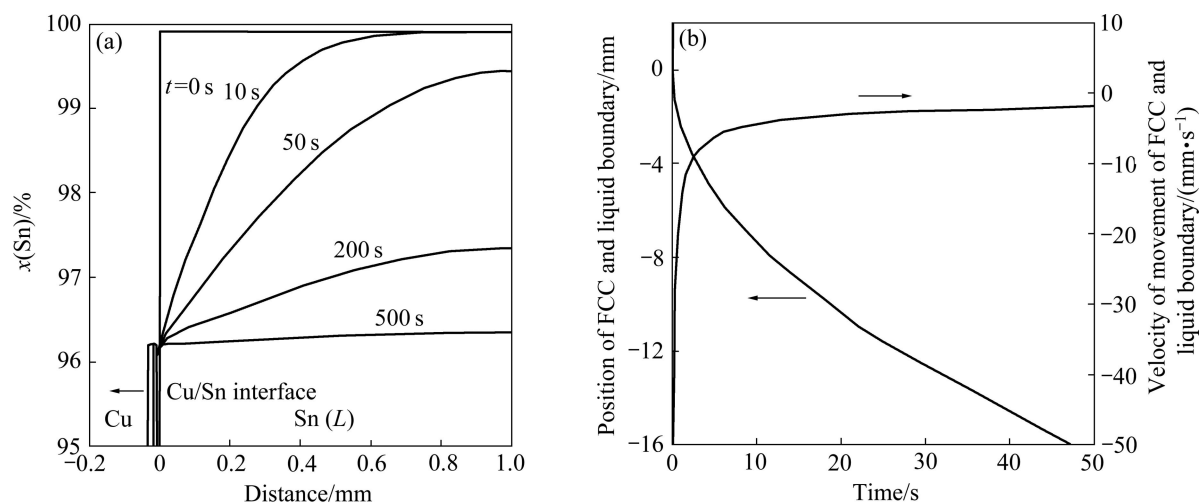 100
(a)
t=0 s
10 s
99
50 s
98
x(Sn)/%
97
200 s
500 s
96
Cu/Sn interface
Cu
Sn (L)
95
−0.2
0
0.2
0.4
0.6
0.8
1.0
Distance/mm
(b)
0
−4
−8
−12
−16
Position of FCC and liquid boundary/mm
10
0
−10
−20
−30
−40
−50
Velocity of movement of FCC and
liquid boundary/(mm•s⁻¹)
0
10
20
30
40
50
Time/s